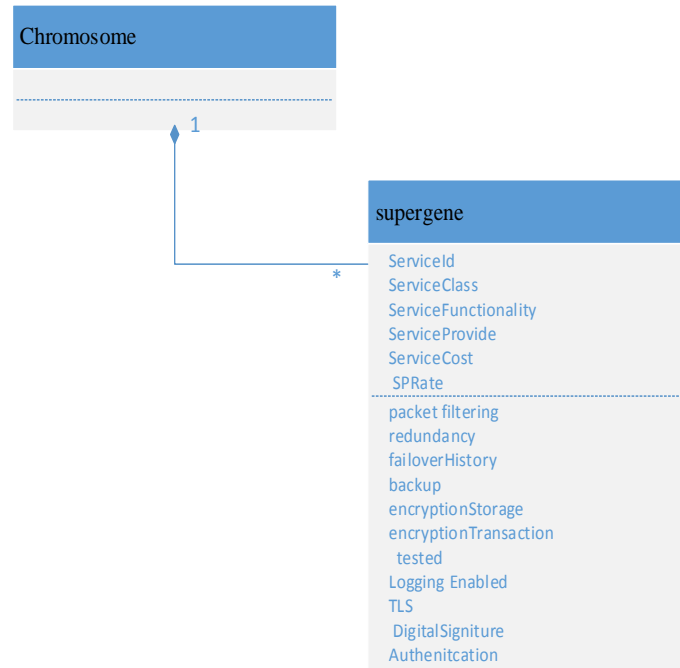 Chromosome
1
*
supergene
ServiceId
ServiceClass
ServiceFunctionality
ServiceProvide
ServiceCost
SPRate
packet filtering
redundancy
failoverHistory
backup
encryptionStorage
encryptionTransaction
tested
Logging Enabled
TLS
DigitalSigniture
Authenitcation